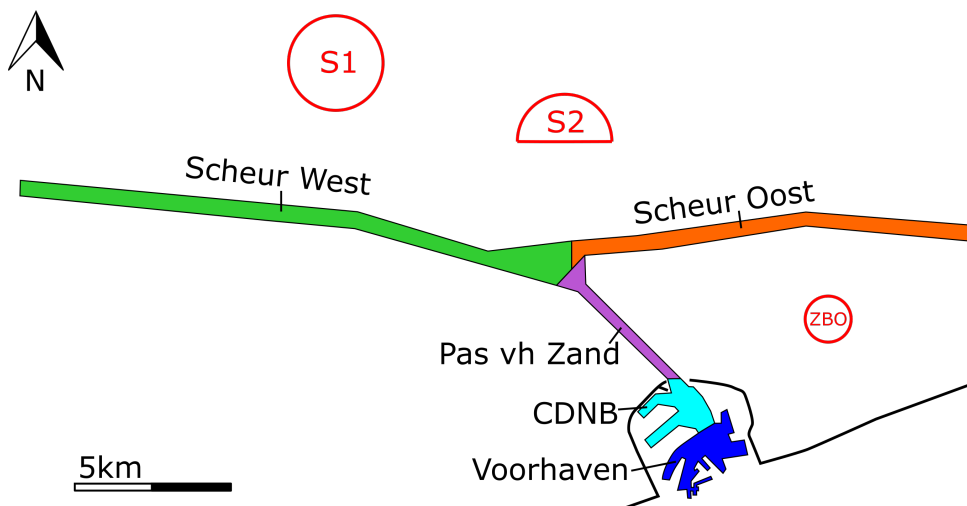 S1
N
S2
Scheur West
Scheur Oost
ZBO
Pas vh Zand
CDNB
Voorhaven
5km